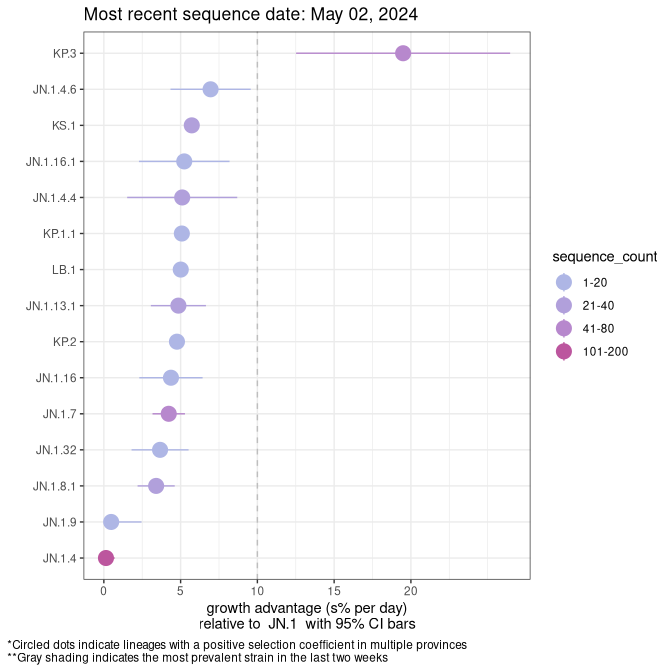 Most recent sequence date: May 02, 2024
KP.3
JN.1.4.6
KS.1
JN.1.16.1
JN.1.4.4
KP.1.1
LB.1
JN.1.13.1
KP.2
JN.1.16
JN.1.7
JN.1.32
JN.1.8.1
JN.1.9
JN.1.4
0 5 10 15 20
growth advantage (s% per day)
relative to JN.1 with 95% CI bars
sequence_count
1-20
21-40
41-80
101-200
*Circled dots indicate lineages with a positive selection coefficient in multiple provinces
**Gray shading indicates the most prevalent strain in the last two weeks